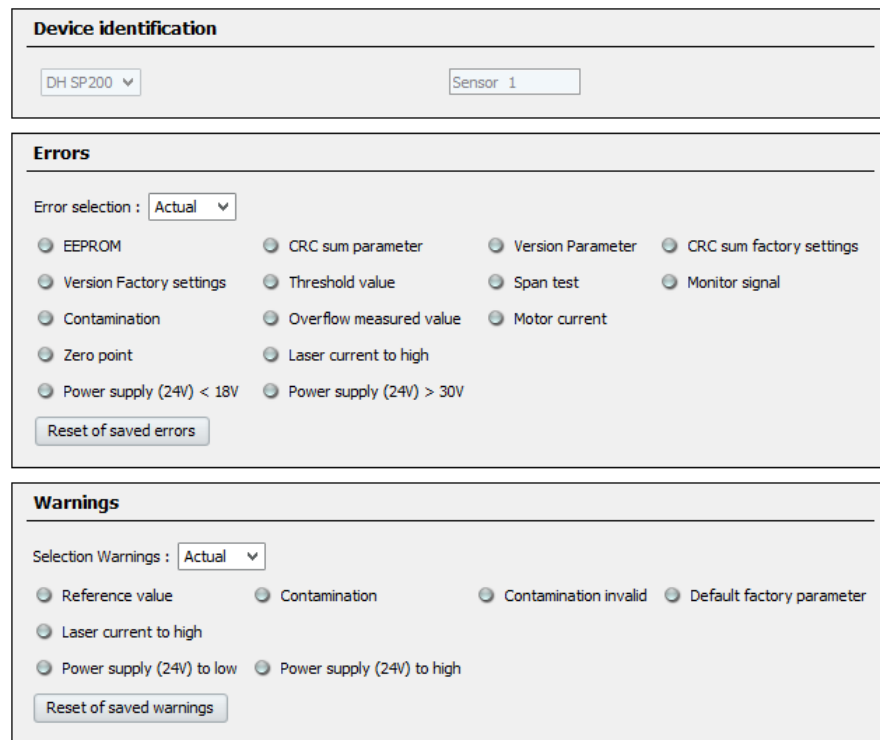 Device identification
DH SP200 Sensor 1
Errors
Error selection : Actual
EEPROM CRC sum parameter Version Parameter CRC sum factory settings
Version Factory settings Threshold value Span test Monitor signal
Contamination Overflow measured value Motor current
Zero point Laser current to high
Power supply (24V) < 18V Power supply (24V) > 30V
Reset of saved errors
Warnings
Selection Warnings : Actual
Reference value Contamination Contamination invalid Default factory parameter
Laser current to high
Power supply (24V) to low Power supply (24V) to high
Reset of saved warnings